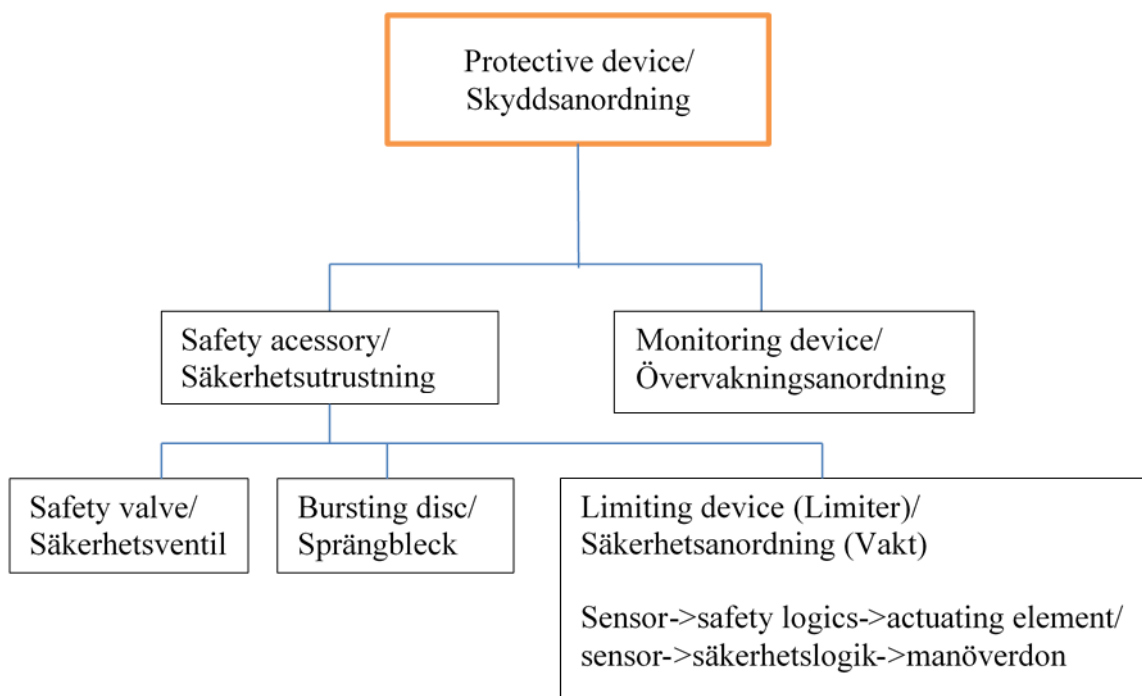 Protective device/
Skyddsanordning
Safety acessory/
Säkerhetsutrustning
Monitoring device/
Övervakningsanordning
Safety valve/
Säkerhetsventil
Bursting disc/
Sprängbleck
Limiting device (Limiter)/
Säkerhetsanordning (Vakt)
Sensor->safety logics->actuating element/
sensor->säkerhetslogik->manöverdon